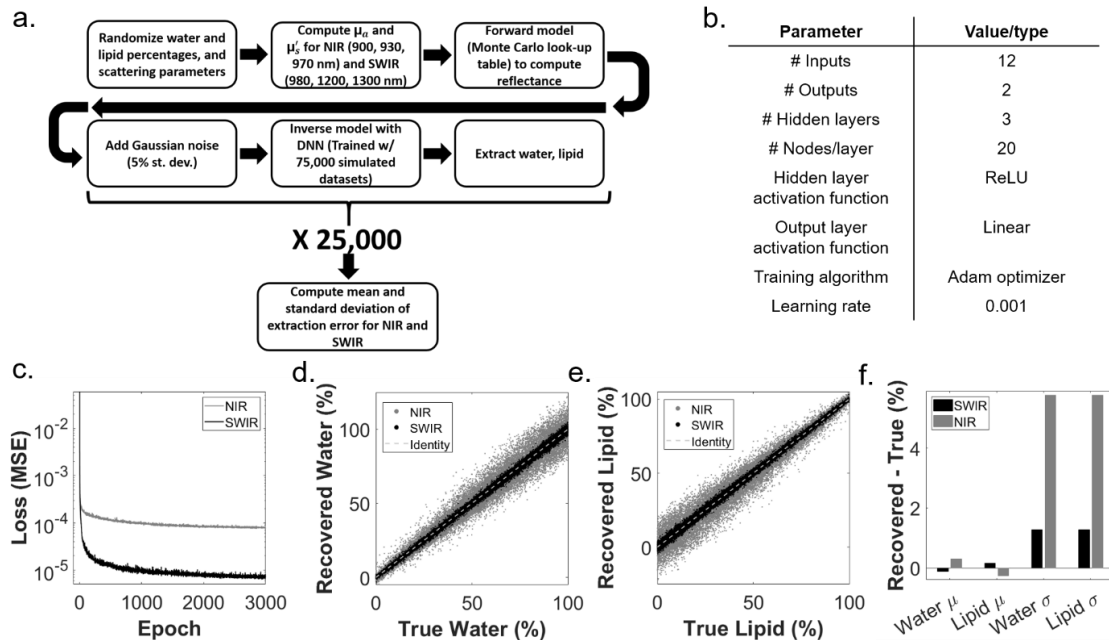 a.
Randomize water and
lipid percentages, and
scattering parameters
Compute μa and
μ′s for NIR (900, 930,
970 nm) and SWIR
(980, 1200, 1300 nm)
Forward model
(Monte Carlo look-up
table) to compute
reflectance
Add Gaussian noise
(5% st. dev.)
Inverse model with
DNN (Trained w/
75,000 simulated
datasets)
Extract water, lipid
X 25,000
Compute mean and
standard deviation of
extraction error for NIR and
SWIR
b.
Parameter Value/type
# Inputs 12
# Outputs 2
# Hidden layers 3
# Nodes/layer 20
Hidden layer
activation function
ReLU
Output layer
activation function
Linear
Training algorithm Adam optimizer
Learning rate 0.001
c.
Loss (MSE)
10-2
10-3
10-4
10-5
NIR
SWIR
0 1000 2000 3000
Epoch
d.
Recovered Water (%)
100
50
0
NIR
SWIR
Identity
0 50 100
True Water (%)
e.
Recovered Lipid (%)
100
50
0
NIR
SWIR
Identity
0 50 100
True Lipid (%)
f.
Recovered - True (%)
4
2
0
SWIR
NIR
Water μ
Lipid μ
Water σ
Lipid σ